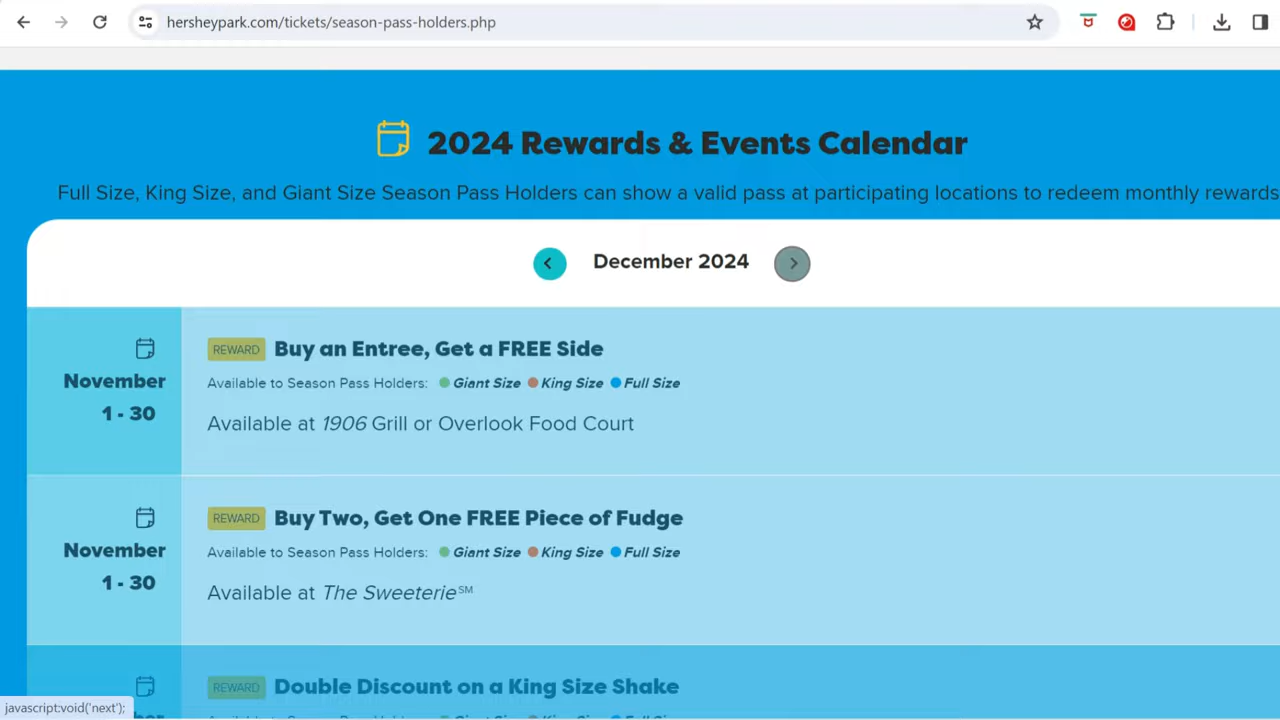 hersheypark.com/tickets/season-pass-holders.php
2024 Rewards & Events Calendar
Full Size, King Size, and Giant Size Season Pass Holders can show a valid pass at participating locations to redeem monthly rewards
December 2024
REWARD Buy an Entree, Get a FREE Side
November
1 - 30
Available to Season Pass Holders: Giant Size King Size Full Size
Available at 1906 Grill or Overlook Food Court
REWARD Buy Two, Get One FREE Piece of Fudge
November
1 - 30
Available to Season Pass Holders: Giant Size King Size Full Size
Available at The Sweeterie℠
REWARD Double Discount on a King Size Shake
javascript:void('next');